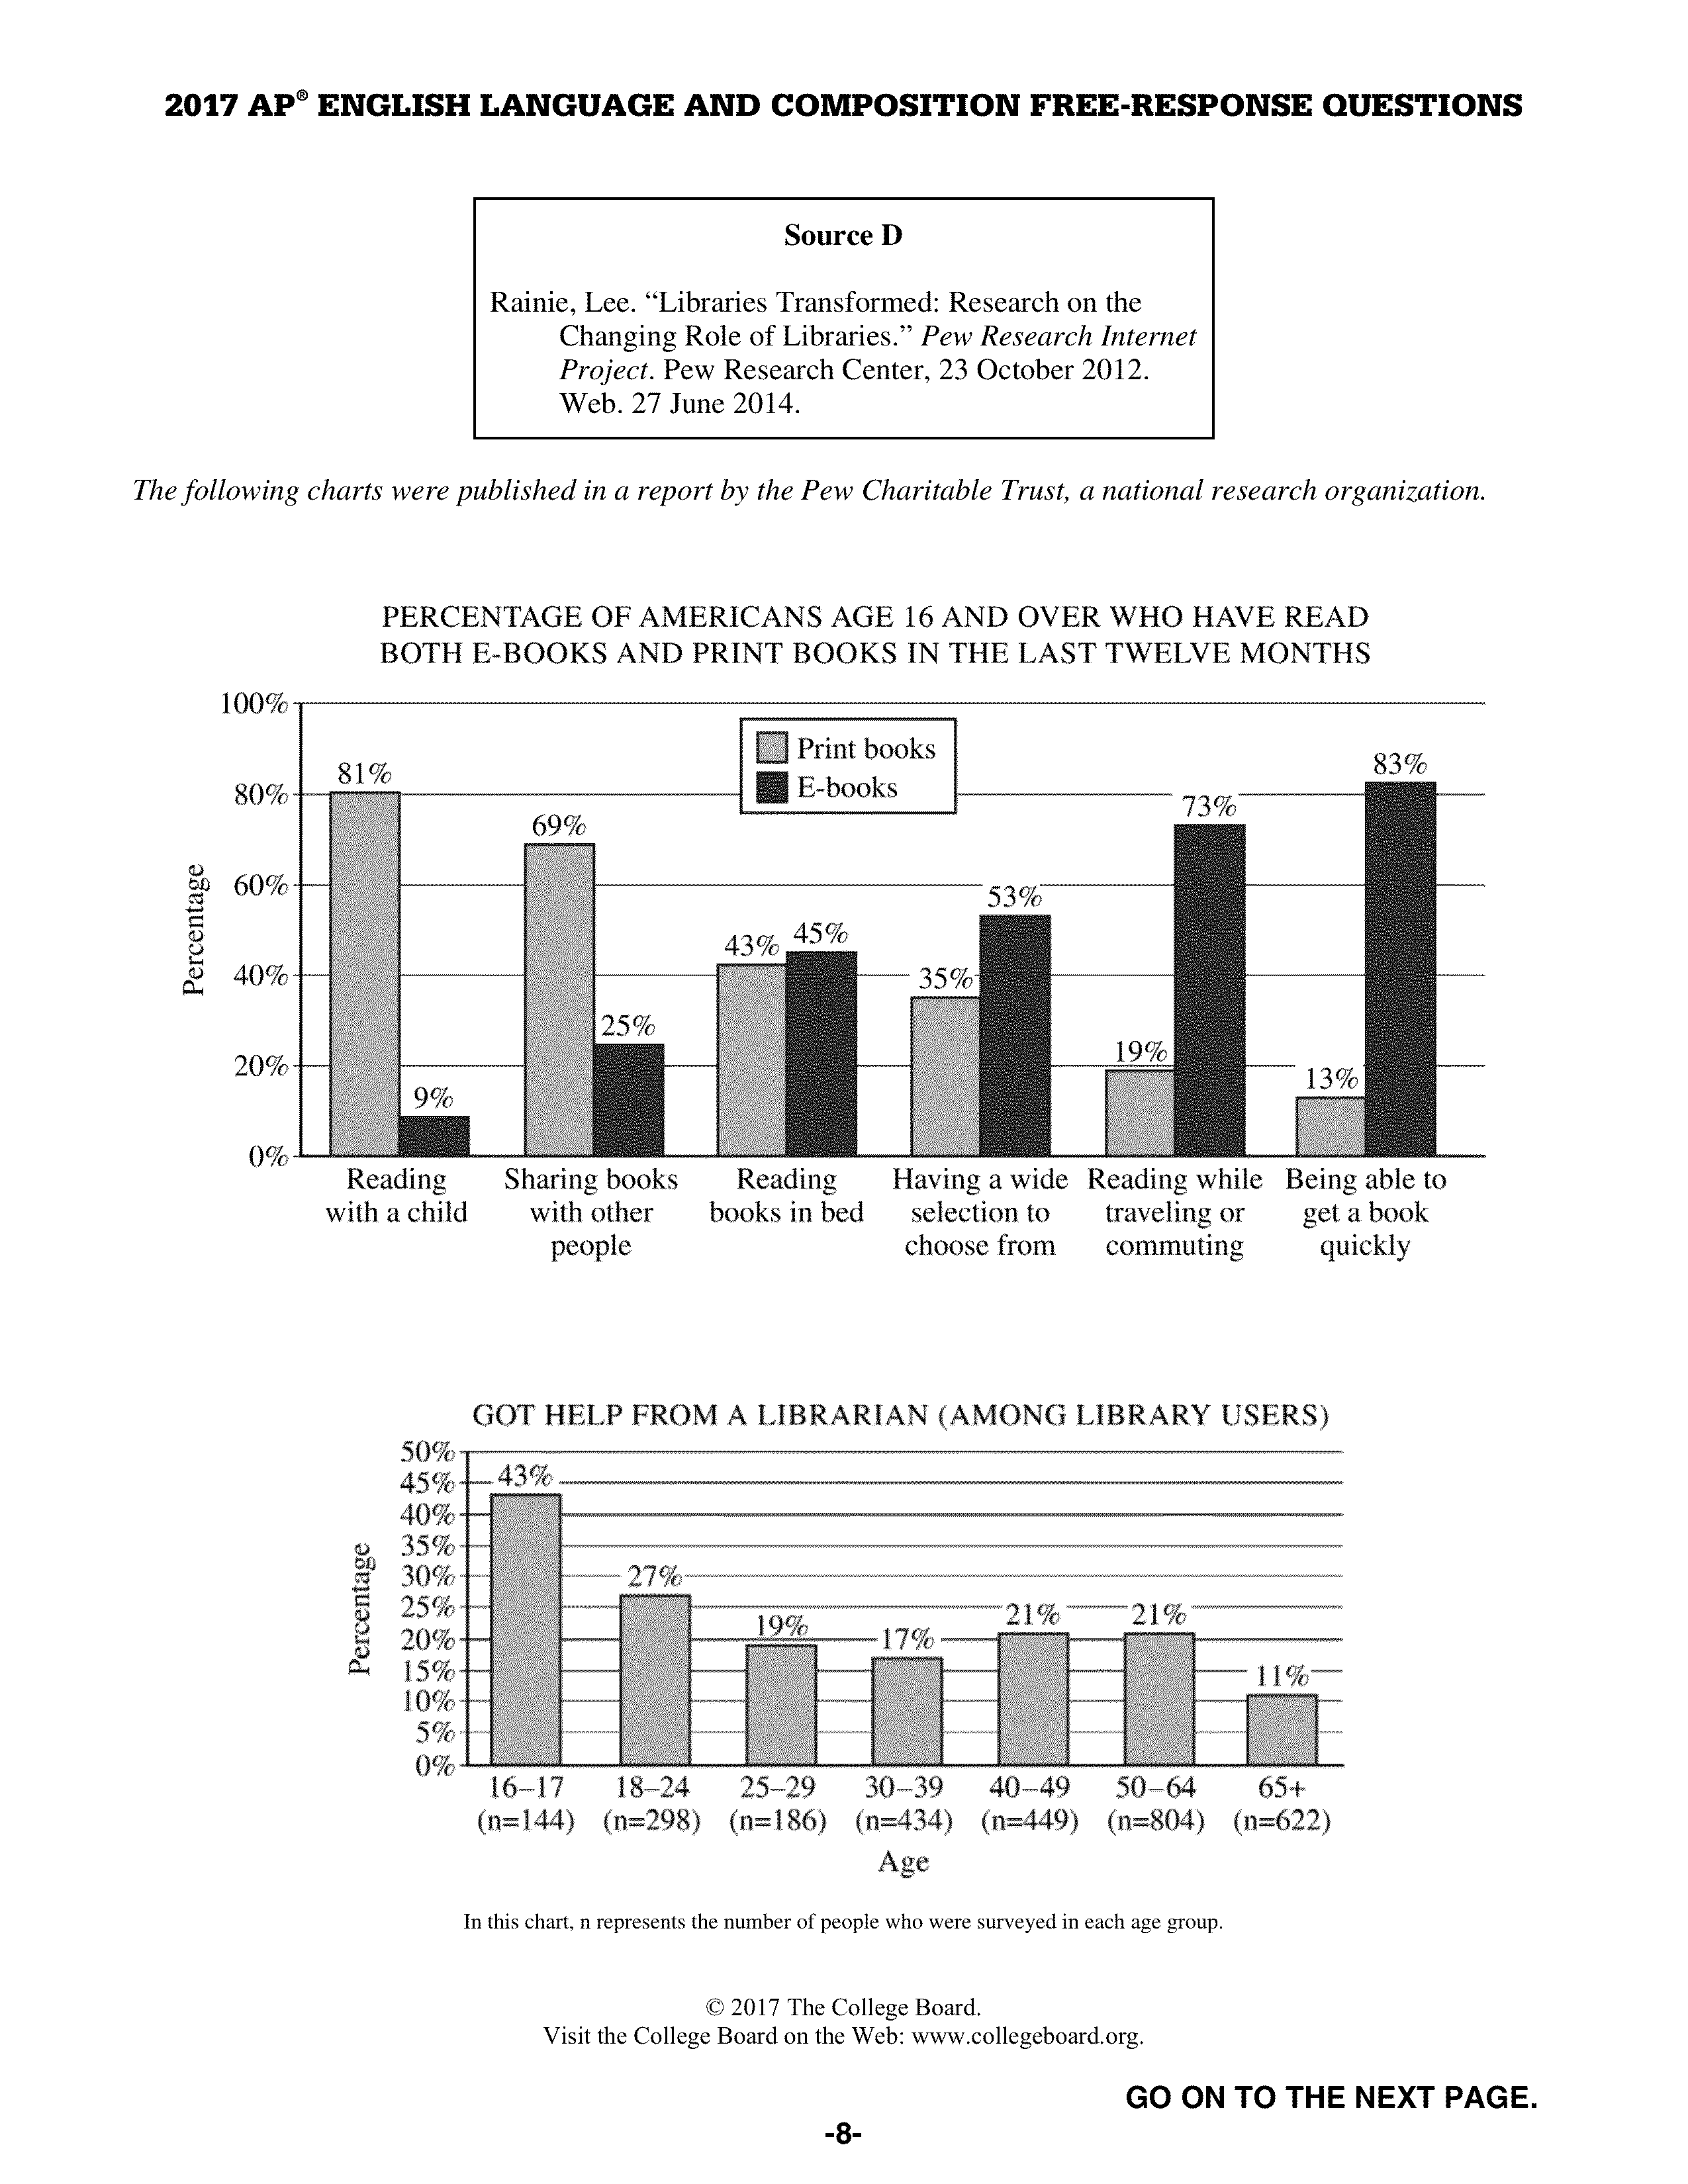 2017 AP® ENGLISH LANGUAGE AND COMPOSITION FREE-RESPONSE QUESTIONS
Source D
Rainie, Lee. “Libraries Transformed: Research on the
Changing Role of Libraries.” Pew Research Internet
Project. Pew Research Center, 23 October 2012.
Web. 27 June 2014.
The following charts were published in a report by the Pew Charitable Trust, a national research organization.
PERCENTAGE OF AMERICANS AGE 16 AND OVER WHO HAVE READ
BOTH E-BOOKS AND PRINT BOOKS IN THE LAST TWELVE MONTHS
Percentage
100%
80%
60%
40%
20%
0%
Print books
E-books
81%
9%
69%
25%
43%
45%
35%
53%
19%
73%
13%
83%
Reading
with a child
Sharing books
with other
people
Reading
books in bed
Having a wide
selection to
choose from
Reading while
traveling or
commuting
Being able to
get a book
quickly
GOT HELP FROM A LIBRARIAN (AMONG LIBRARY USERS)
Percentage
50%
45%
40%
35%
30%
25%
20%
15%
10%
5%
0%
43%
27%
19%
17%
21%
21%
11%
16–17
(n=144)
18–24
(n=298)
25–29
(n=186)
30–39
(n=434)
40–49
(n=449)
50–64
(n=804)
65+
(n=622)
Age
In this chart, n represents the number of people who were surveyed in each age group.
© 2017 The College Board.
Visit the College Board on the Web: www.collegeboard.org.
GO ON TO THE NEXT PAGE.
-8-